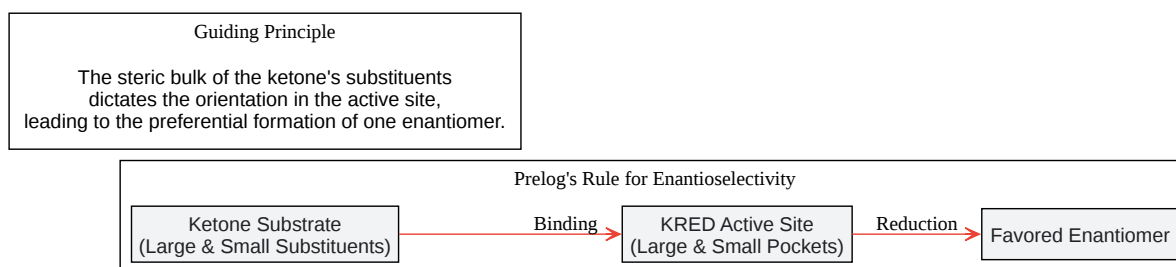 Guiding Principle
The steric bulk of the ketone's substituents
dictates the orientation in the active site,
leading to the preferential formation of one enantiomer.
Prelog's Rule for Enantioselectivity
Ketone Substrate
(Large & Small Substituents)
Binding
KRED Active Site
(Large & Small Pockets)
Reduction
Favored Enantiomer